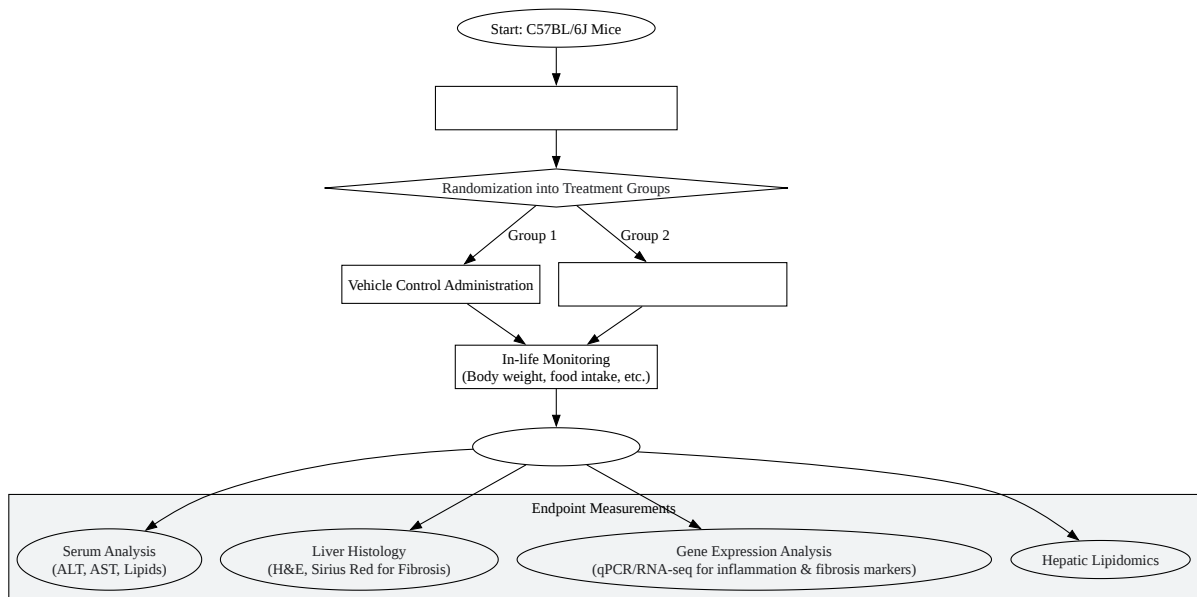 Start: C57BL/6J Mice
Randomization into Treatment Groups
Group 1
Group 2
Vehicle Control Administration
In-life Monitoring
(Body weight, food intake, etc.)
Endpoint Measurements
Serum Analysis
(ALT, AST, Lipids)
Liver Histology
(H&E, Sirius Red for Fibrosis)
Gene Expression Analysis
(qPCR/RNA-seq for inflammation & fibrosis markers)
Hepatic Lipidomics